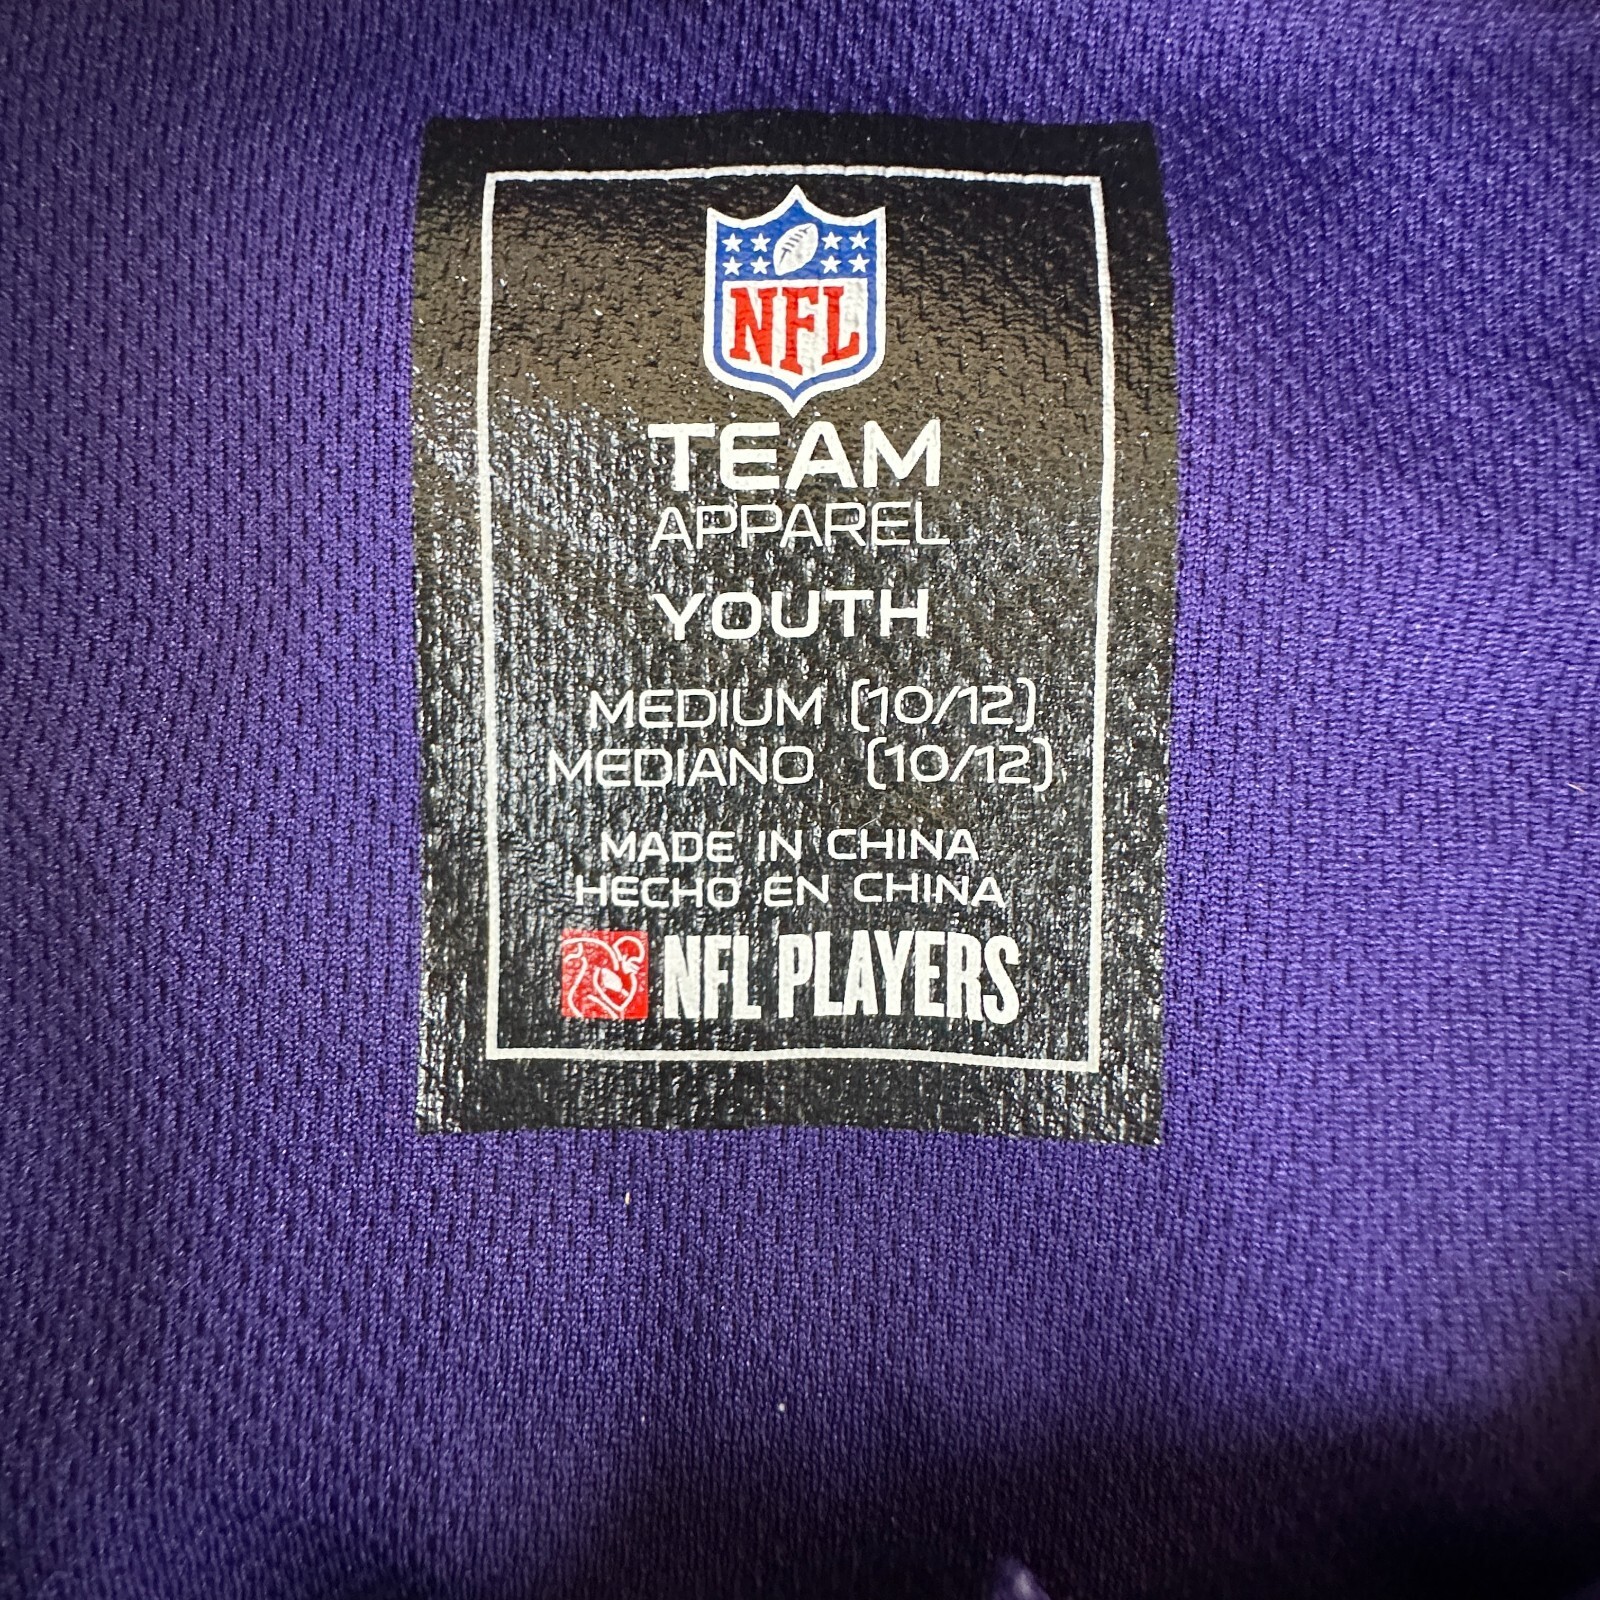 NFL
TEAM
APPAREL
YOUTH
MEDIUM (10/12)
MEDIANO (10/12)
MADE IN CHINA
HECHO EN CHINA
NFL PLAYERS